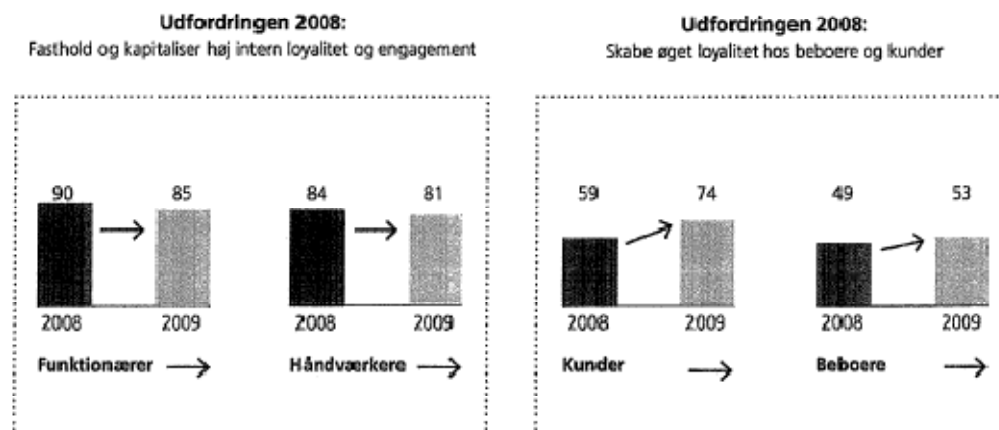 Udfordringen 2008:
Fasthold og kapitaliser høj intern loyalitet og engagement
90 85 84 81
2008 2009 2008 2009
Funktionærer Håndværkere
Udfordringen 2008:
Skabe øget loyalitet hos beboere og kunder
59 74 49 53
2008 2009 2008 2009
Kunder Beboere